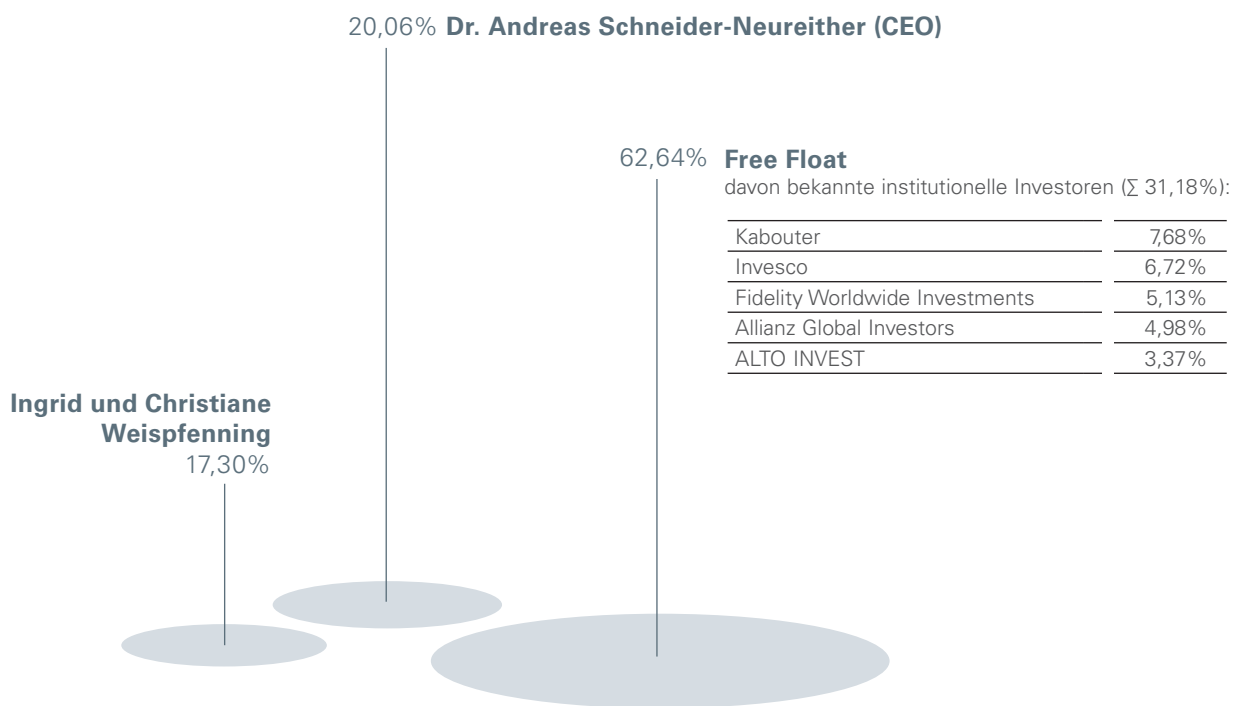 20,06% Dr. Andreas Schneider-Neureither (CEO)
62,64% Free Float
davon bekannte institutionelle Investoren (∑ 31,18%):
Kabouter 7,68%
Invesco 6,72%
Fidelity Worldwide Investments 5,13%
Allianz Global Investors 4,98%
ALTO INVEST 3,37%
Ingrid und Christiane
Weispfenning
17,30%